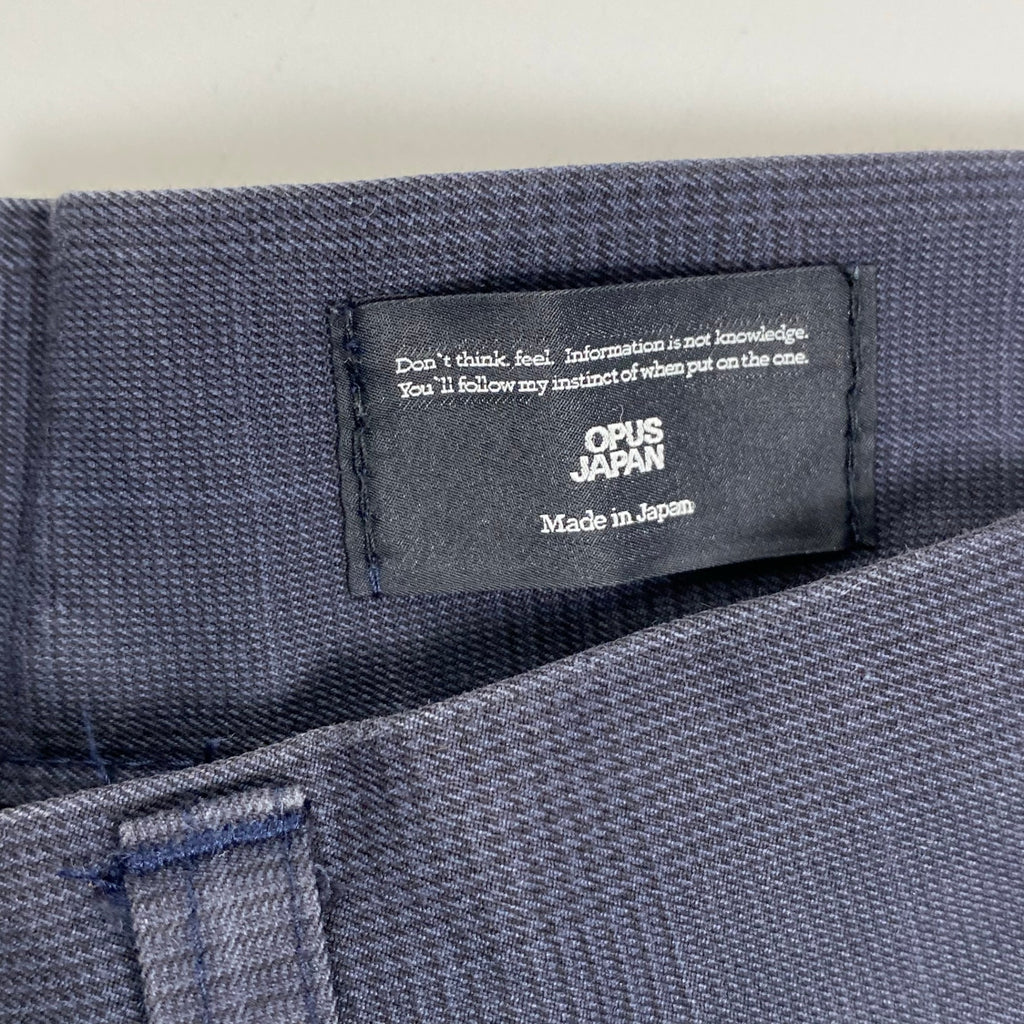 Don`t think. feel. Information is not knowledge.
You`ll follow my instinct of when put on the one.
OPUS
JAPAN
Made in Japan